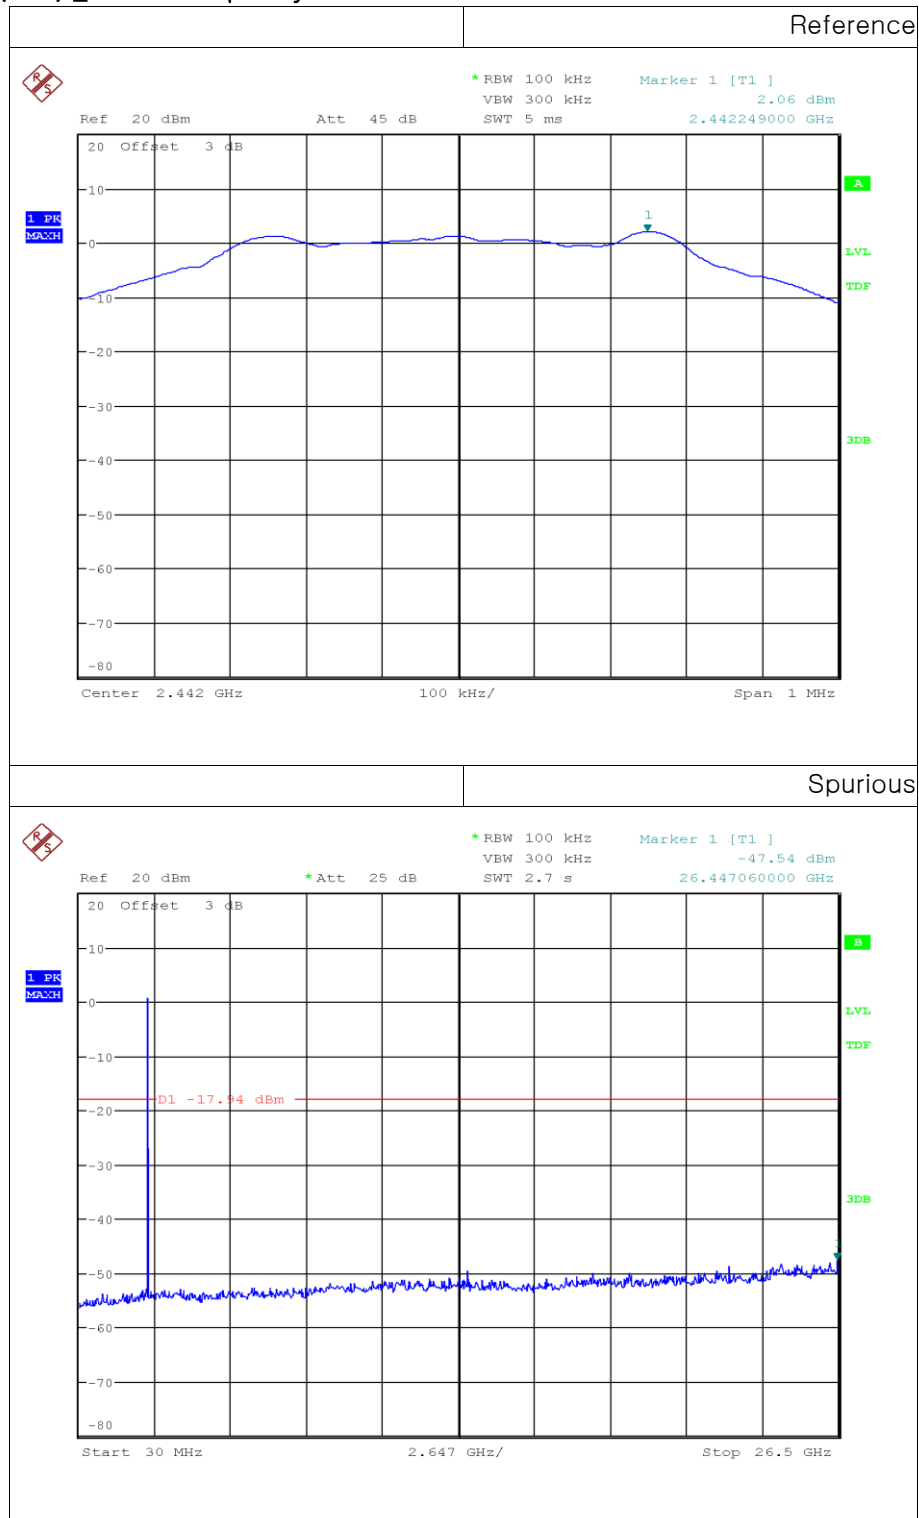 Reference
R S
* RBW 100 kHz Marker 1 [T1 ]
VBW 300 kHz 2.06 dBm
Ref 20 dBm Att 45 dB SWT 5 ms 2.442249000 GHz
20 Offset 3 dB
10
A
1 PK
MAXH
1
0
LVL
TDF
-10
-20
-30
3DB
-40
-50
-60
-70
-80
Center 2.442 GHz 100 kHz/ Span 1 MHz
Spurious
R S
* RBW 100 kHz Marker 1 [T1 ]
VBW 300 kHz -47.54 dBm
Ref 20 dBm * Att 25 dB SWT 2.7 s 26.447060000 GHz
20 Offset 3 dB
10
B
1 PK
MAXH
0
LVL
TDF
-10
D1 -17.94 dBm
-20
-30
3DB
-40
-50
-60
-70
-80
Start 30 MHz 2.647 GHz/ Stop 26.5 GHz